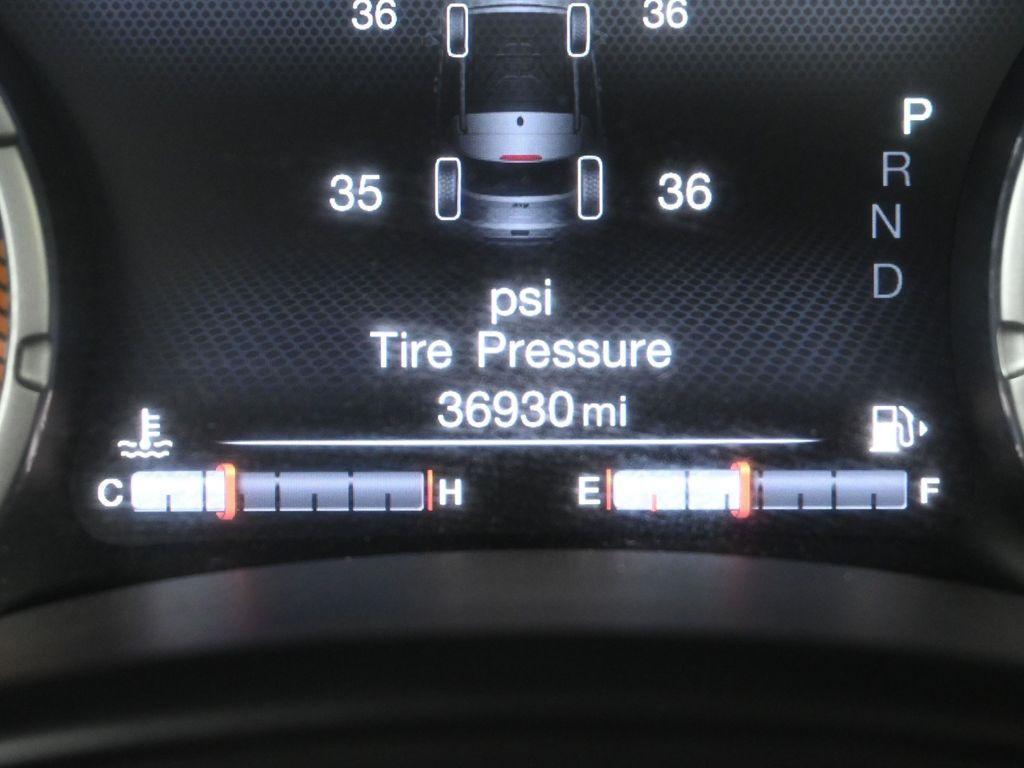 36 36
P
R
35 36
N
D
psi
Tire Pressure
36930 mi
C H E F